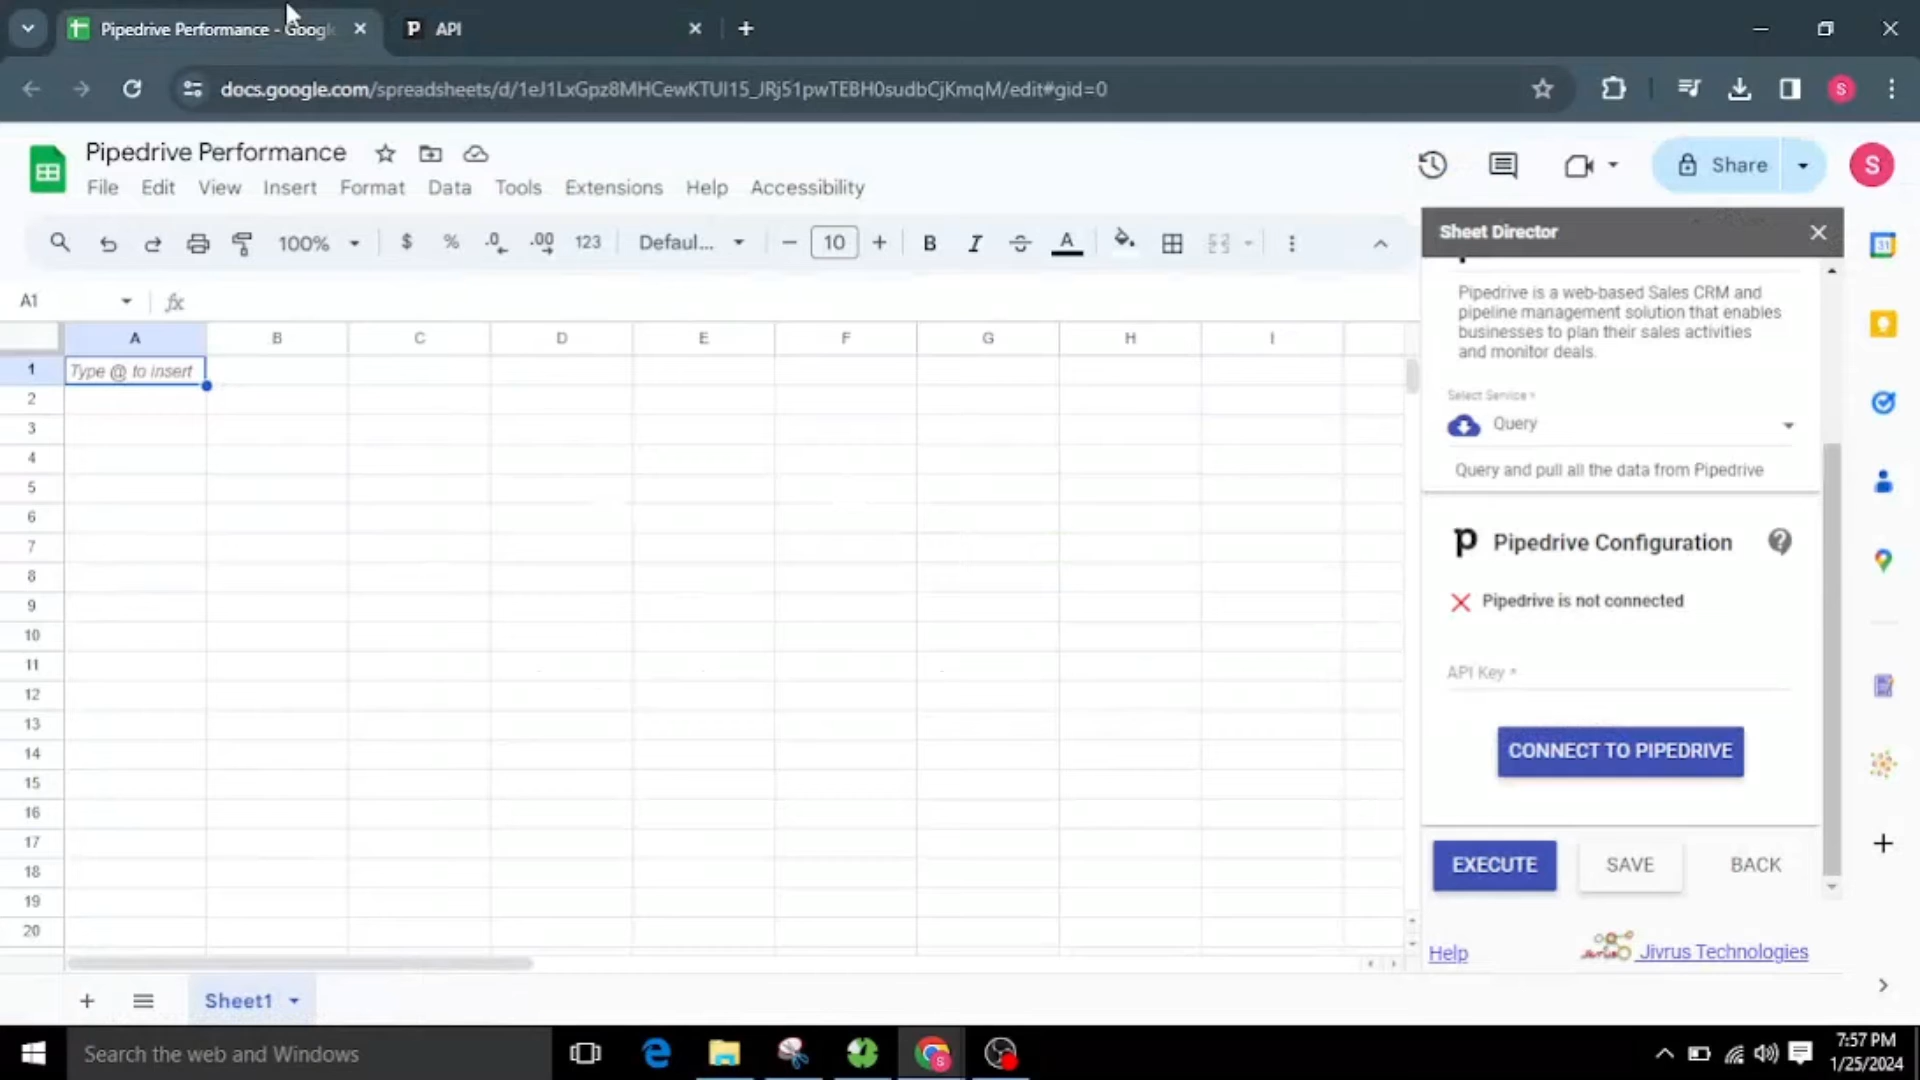 Pipedrive Performance - Googl
P API
docs.google.com/spreadsheets/d/1eJ1LxGpz8MHCewKTUI15_JRj51pwTEBH0sudbCjKmqM/edit#gid=0
S
Pipedrive Performance
File Edit View Insert Format Data Tools Extensions Help Accessibility
Share
S
100% $ % .0 .00 123 Defaul... 10 B I A
A1 fx
A B C D E F G H I
1 Type @ to insert
2
3
4
5
6
7
8
9
10
11
12
13
14
15
16
17
18
19
20
Sheet1
Sheet Director
Pipedrive is a web-based Sales CRM and
pipeline management solution that enables
businesses to plan their sales activities
and monitor deals.
Select Service *
Query
Query and pull all the data from Pipedrive
p Pipedrive Configuration
Pipedrive is not connected
API Key *
CONNECT TO PIPEDRIVE
EXECUTE SAVE BACK
Help Jivrus Technologies
31
Search the web and Windows
S
7:57 PM
1/25/2024